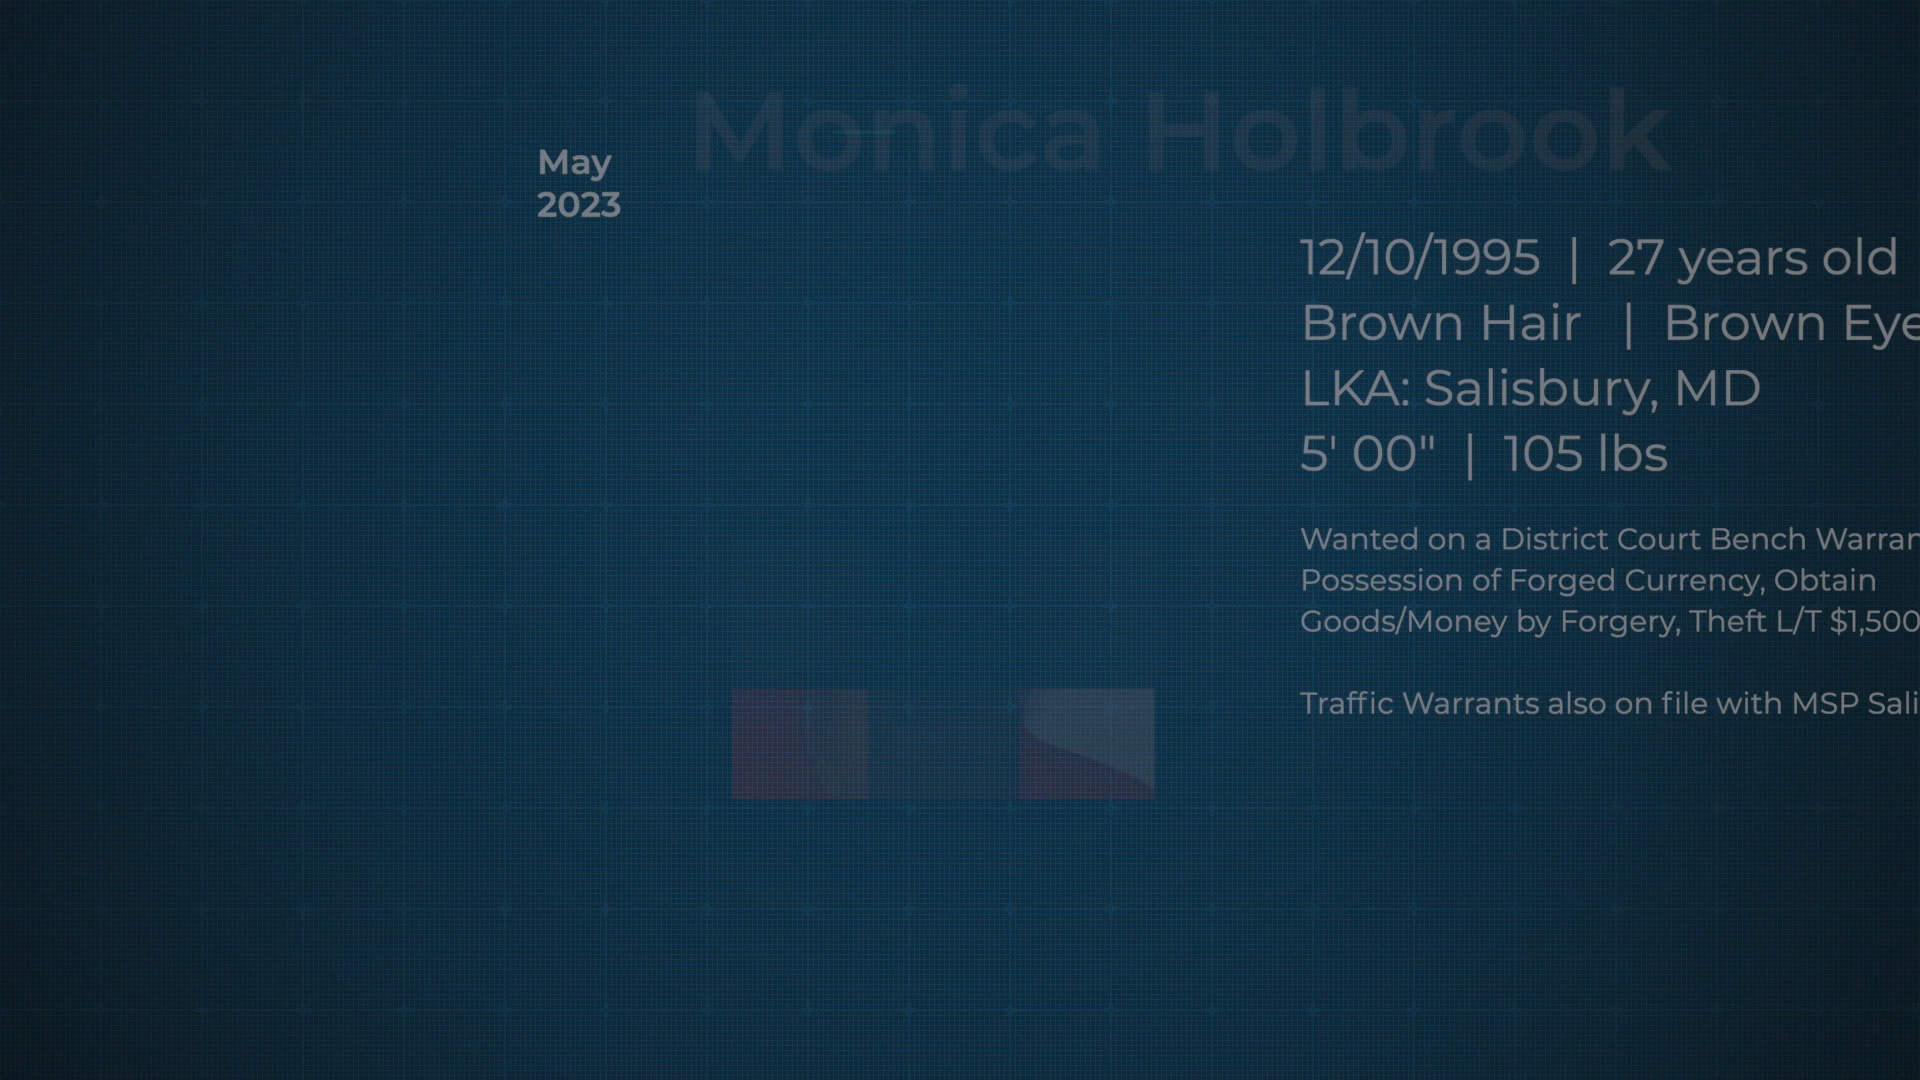 Monica Holbrook
May
2023
12/10/1995 | 27 years old
Brown Hair | Brown Eye
LKA: Salisbury, MD
5' 00" | 105 lbs
Wanted on a District Court Bench Warran
Possession of Forged Currency, Obtain
Goods/Money by Forgery, Theft L/T $1,500
Traffic Warrants also on file with MSP Sali